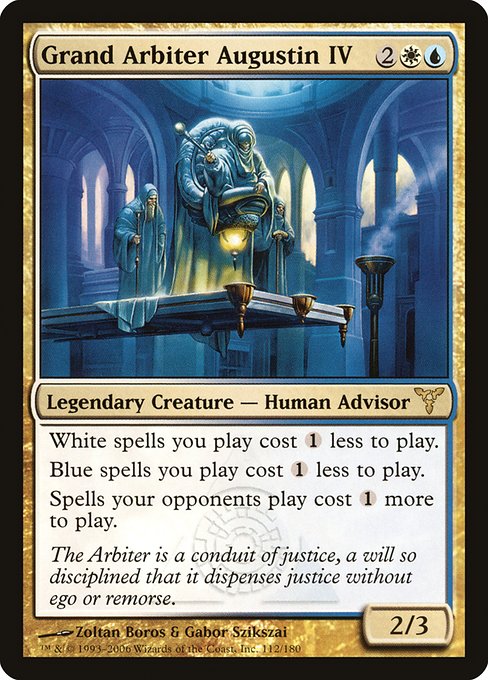 Grand Arbiter Augustin IV 2
Legendary Creature — Human Advisor
White spells you play cost 1 less to play.
Blue spells you play cost 1 less to play.
Spells your opponents play cost 1 more
to play.
The Arbiter is a conduit of justice, a will so
disciplined that it dispenses justice without
ego or remorse.
Zoltan Boros & Gabor Szikszai
2/3
™ & © 1993–2006 Wizards of the Coast, Inc. 112/180